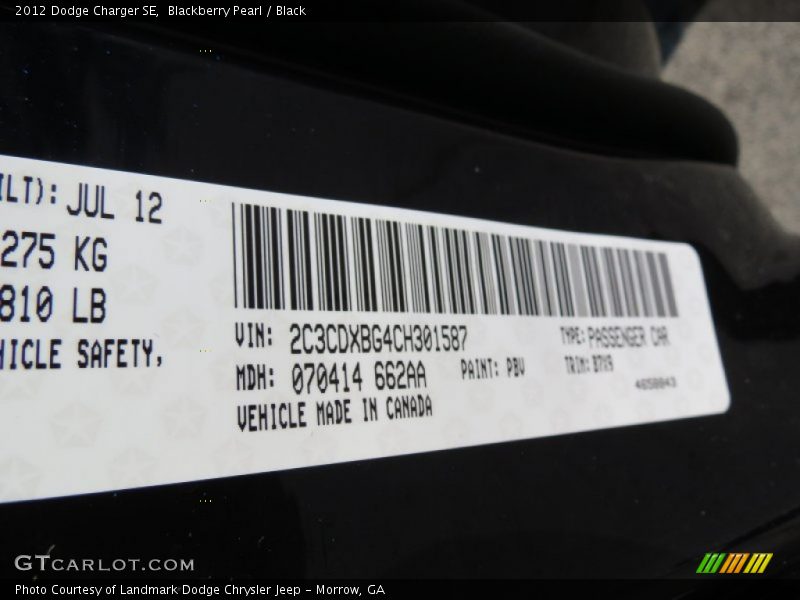 2012 Dodge Charger SE, Blackberry Pearl / Black
ILT): JUL 12
275 KG
810 LB
HICLE SAFETY,
VIN: 2C3CDXBG4CH301587 TYPE: PASSENGER CAR
MDH: 070414 662AA PAINT: PBV TRIM:
VEHICLE MADE IN CANADA
GTCARLOT.COM
Photo Courtesy of Landmark Dodge Chrysler Jeep - Morrow, GA